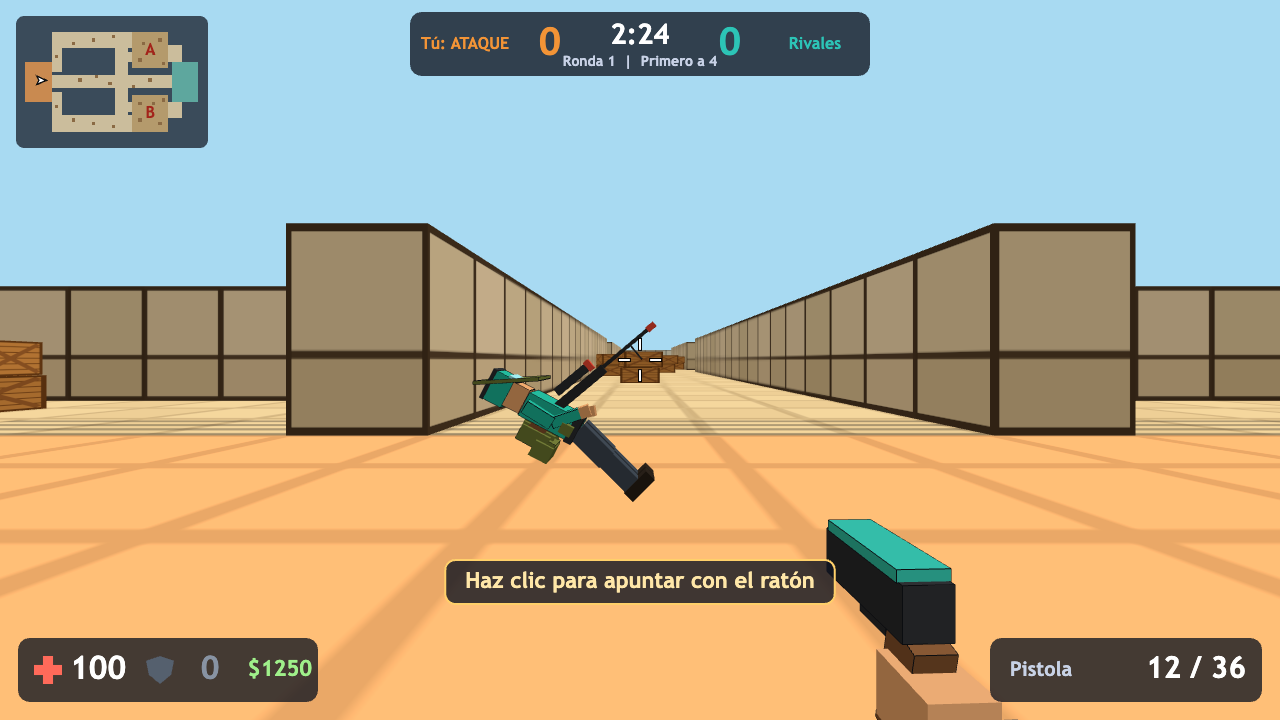 A
B
Tú: ATAQUE
0
2:24
0
Rivales
Ronda 1 | Primero a 4
Haz clic para apuntar con el ratón
100
0
$1250
Pistola
12 / 36